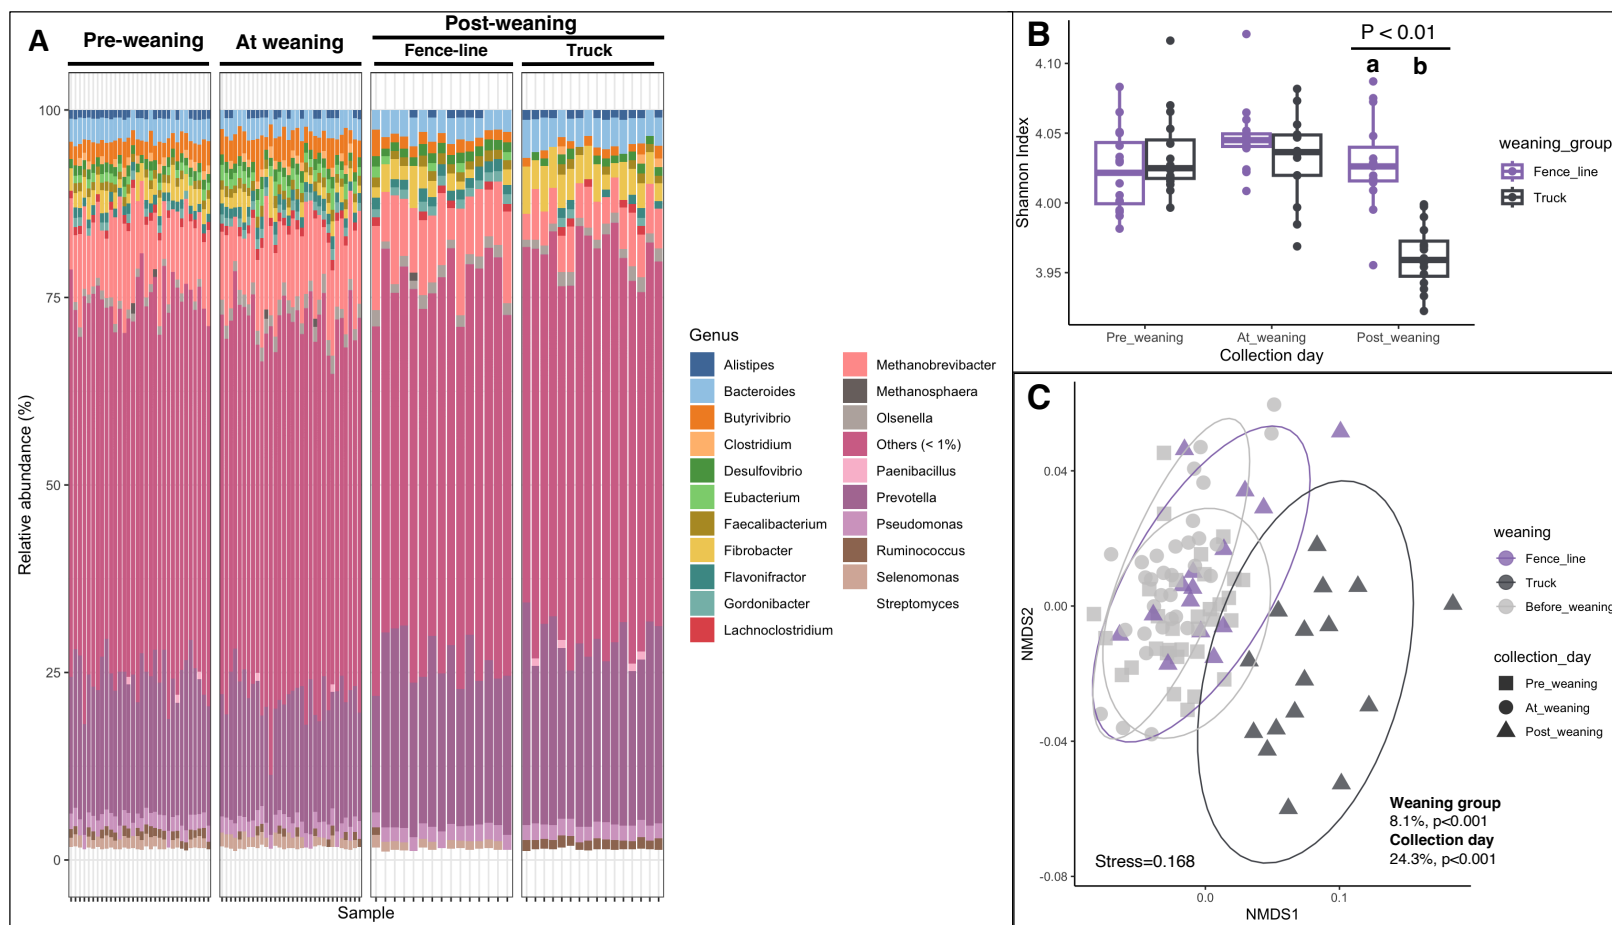 A
Pre-weaning
At weaning
Post-weaning
Fence-line
Truck
Relative abundance (%)
100
75
50
25
0
Sample
Genus
Alistipes
Bacteroides
Butyrivibrio
Clostridium
Desulfovibrio
Eubacterium
Faecalibacterium
Fibrobacter
Flavonifractor
Gordonibacter
Lachnoclostridium
Methanobrevibacter
Methanosphaera
Olsenella
Others (< 1%)
Paenibacillus
Prevotella
Pseudomonas
Ruminococcus
Selenomonas
Streptomyces
B
P < 0.01
a b
Shannon Index
4.10
4.05
4.00
3.95
Pre_weaning At_weaning Post_weaning
Collection day
weaning_group
Fence_line
Truck
C
NMDS2
0.04
0.00
-0.04
-0.08
0.0 0.1
NMDS1
Stress=0.168
Weaning group
8.1%, p<0.001
Collection day
24.3%, p<0.001
weaning
Fence_line
Truck
Before_weaning
collection_day
Pre_weaning
At_weaning
Post_weaning